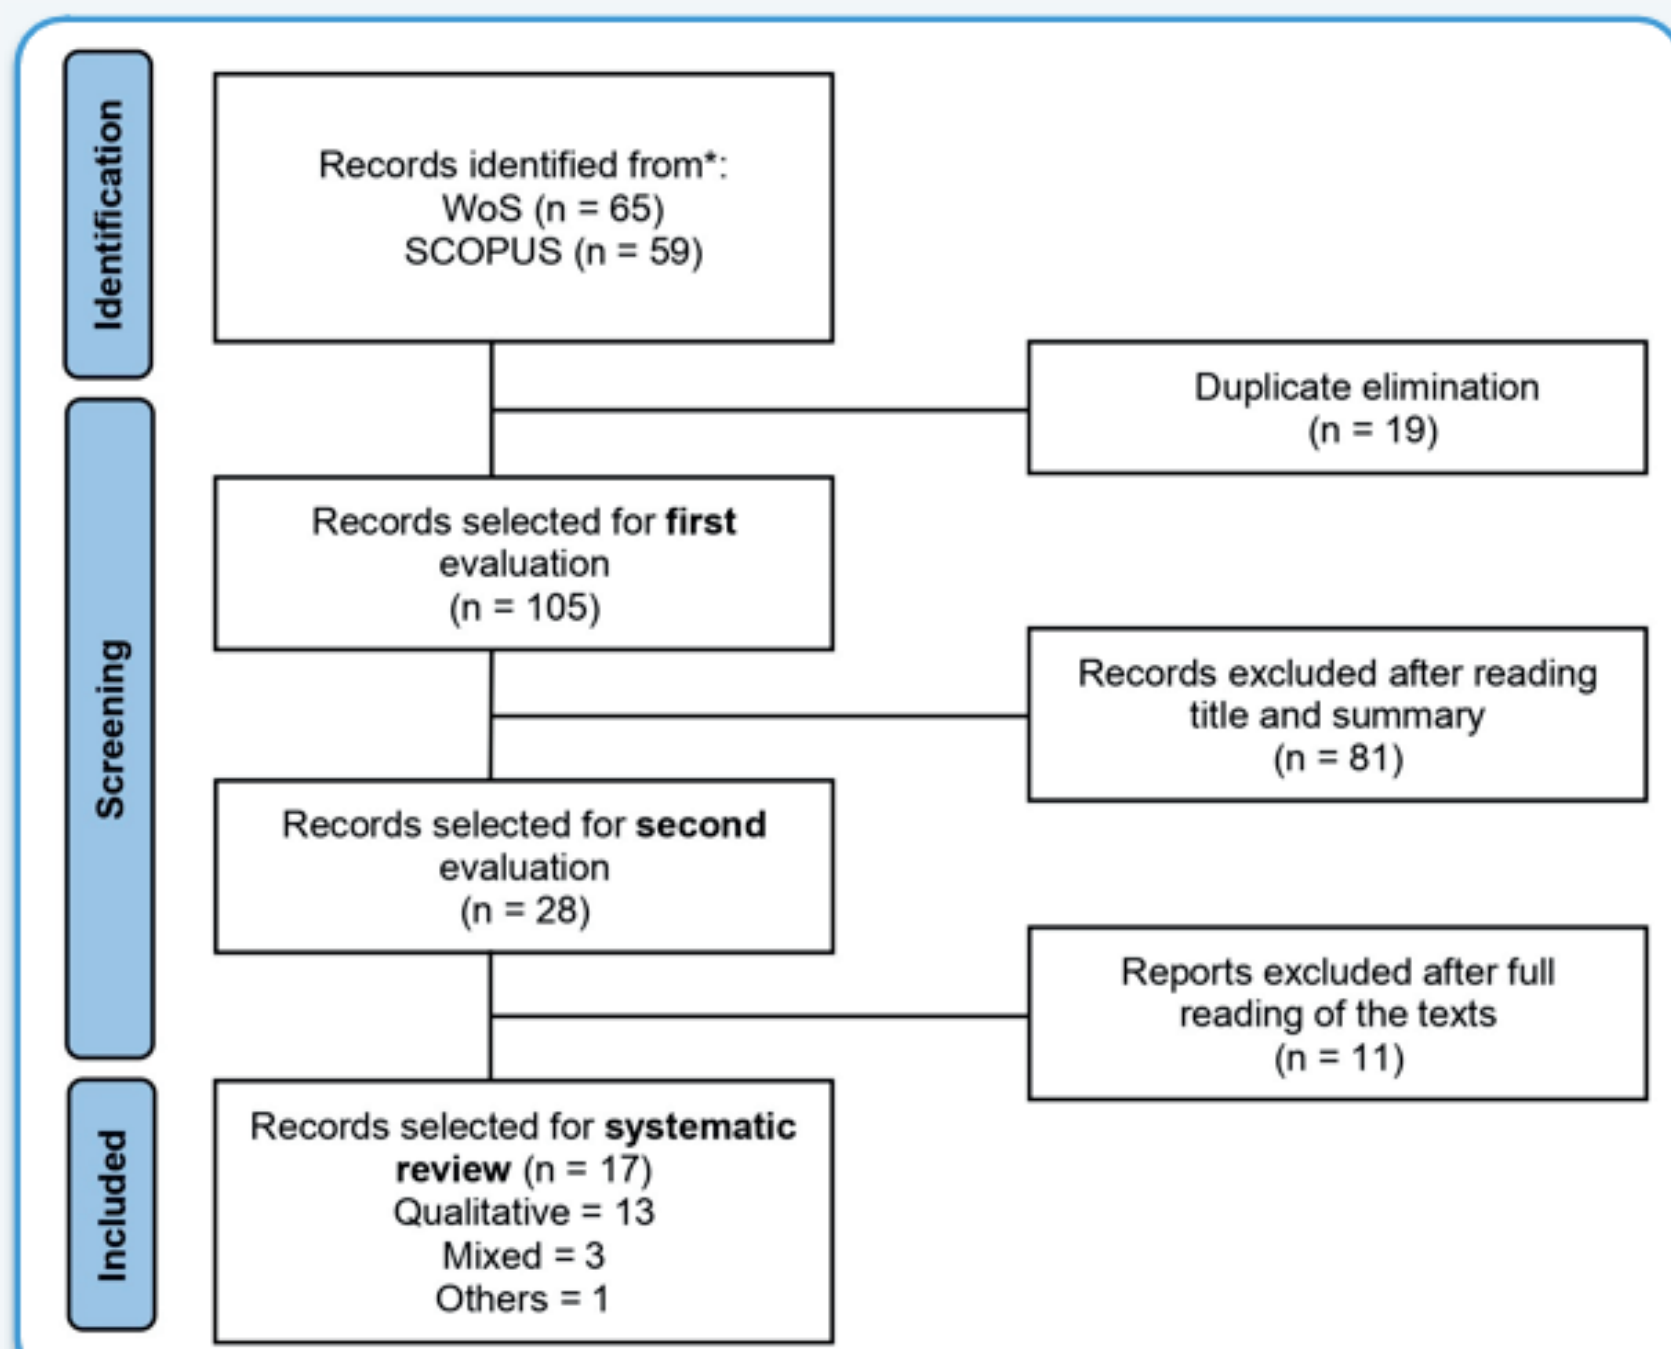 Identification
Records identified from*:
WoS (n = 65)
SCOPUS (n = 59)
Duplicate elimination
(n = 19)
Screening
Records selected for first
evaluation
(n = 105)
Records excluded after reading
title and summary
(n = 81)
Records selected for second
evaluation
(n = 28)
Reports excluded after full
reading of the texts
(n = 11)
Included
Records selected for systematic
review (n = 17)
Qualitative = 13
Mixed = 3
Others = 1